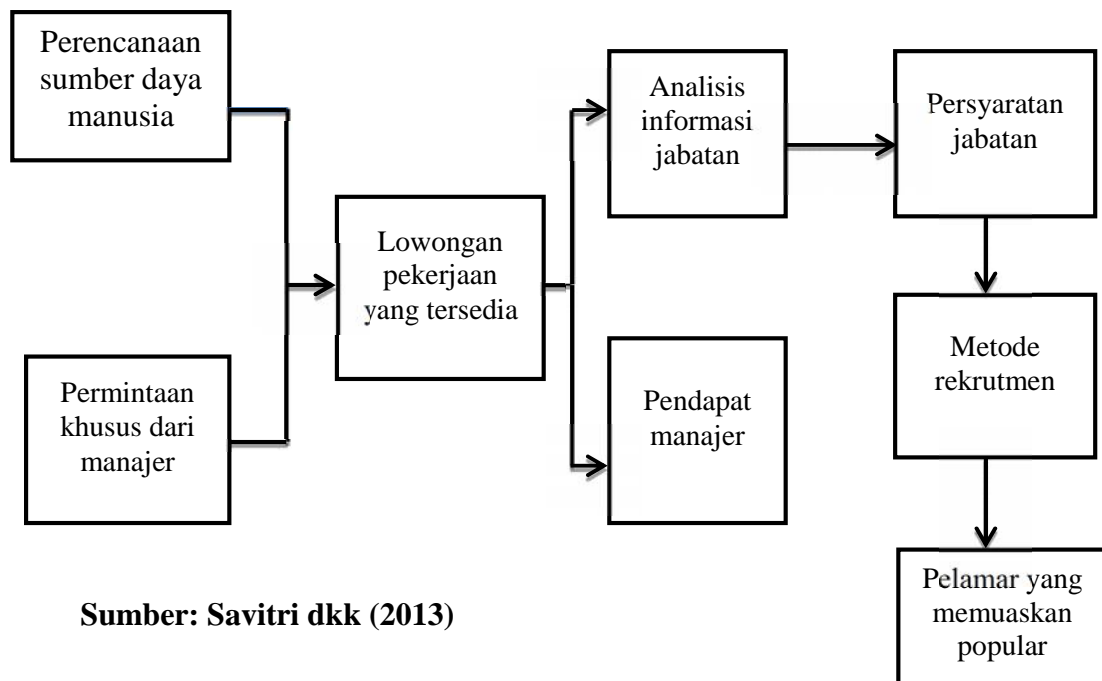 Perencanaan
sumber daya
manusia
Permintaan
khusus dari
manajer
Lowongan
pekerjaan
yang tersedia
Analisis
informasi
jabatan
Pendapat
manajer
Persyaratan
jabatan
Metode
rekrutmen
Pelamar yang
memuaskan
popular
Sumber: Savitri dkk (2013)